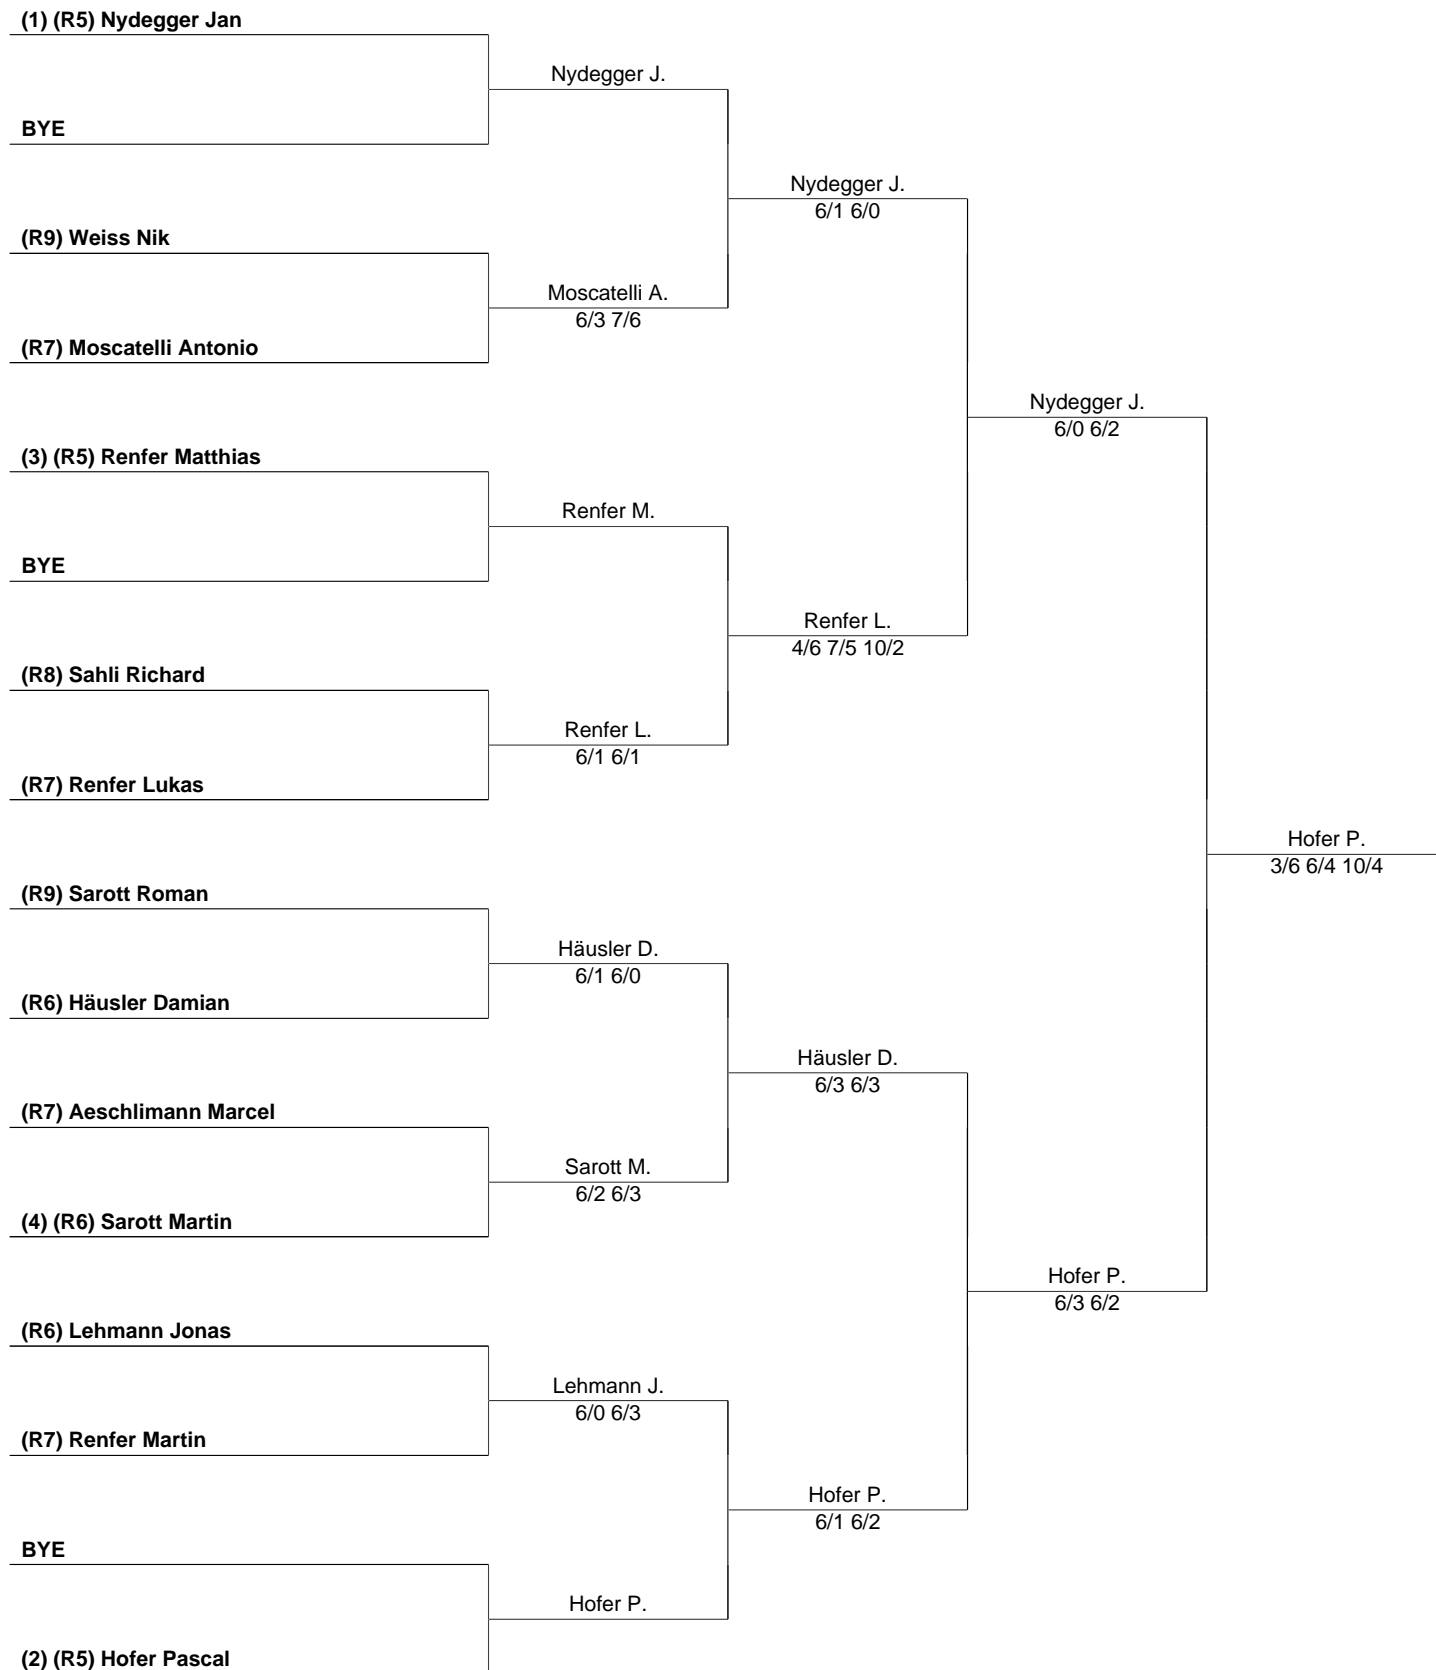 (1) (R5) Nydegger Jan
Nydegger J.
BYE
Nydegger J.
6/1 6/0
(R9) Weiss Nik
Moscatelli A.
6/3 7/6
(R7) Moscatelli Antonio
Nydegger J.
6/0 6/2
(3) (R5) Renfer Matthias
Renfer M.
BYE
Renfer L.
4/6 7/5 10/2
(R8) Sahli Richard
Renfer L.
6/1 6/1
(R7) Renfer Lukas
Hofer P.
3/6 6/4 10/4
(R9) Sarott Roman
Häusler D.
6/1 6/0
(R6) Häusler Damian
Häusler D.
6/3 6/3
(R7) Aeschlimann Marcel
Sarott M.
6/2 6/3
(4) (R6) Sarott Martin
Hofer P.
6/3 6/2
(R6) Lehmann Jonas
Lehmann J.
6/0 6/3
(R7) Renfer Martin
Hofer P.
6/1 6/2
BYE
Hofer P.
(2) (R5) Hofer Pascal